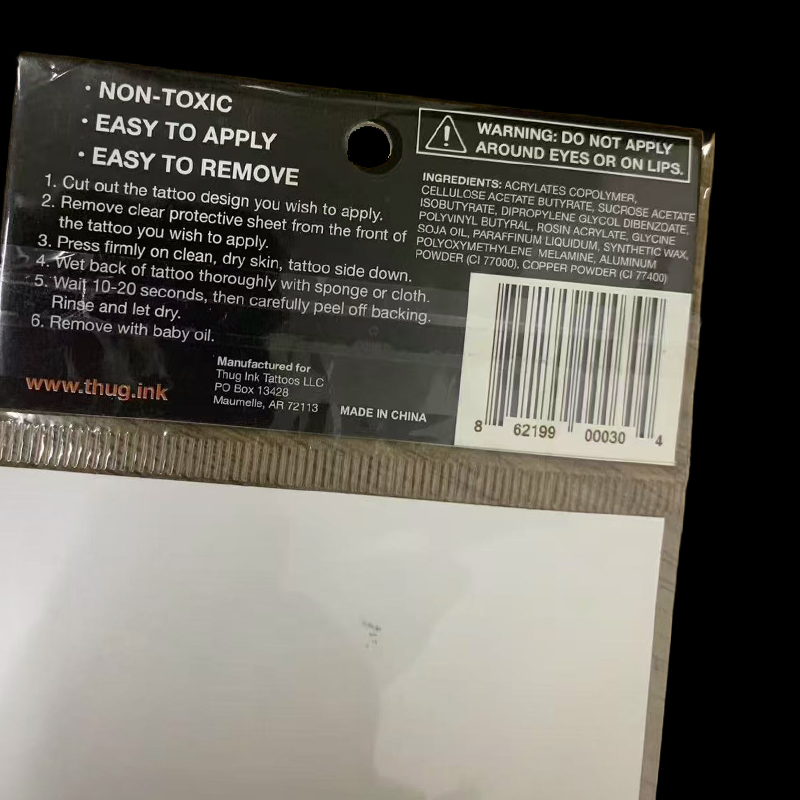 · NON-TOXIC
· EASY TO APPLY
· EASY TO REMOVE
1. Cut out the tattoo design you wish to apply.
2. Remove clear protective sheet from the front of
the tattoo you wish to apply.
3. Press firmly on clean, dry skin, tattoo side down.
4. Wet back of tattoo thoroughly with sponge or cloth.
5. Wait 10-20 seconds, then carefully peel off backing.
Rinse and let dry.
6. Remove with baby oil.
www.thug.ink
Manufactured for
Thug Ink Tattoos LLC
PO Box 13428
Maumelle, AR 72113
MADE IN CHINA
WARNING: DO NOT APPLY
AROUND EYES OR ON LIPS.
INGREDIENTS: ACRYLATES COPOLYMER,
CELLULOSE ACETATE BUTYRATE, SUCROSE ACETATE
ISOBUTYRATE, DIPROPYLENE GLYCOL DIBENZOATE,
POLYVINYL BUTYRAL, ROSIN ACRYLATE, GLYCINE
SOJA OIL, PARAFFINUM LIQUIDUM, SYNTHETIC WAX,
POLYOXYMETHYLENE MELAMINE, ALUMINUM
POWDER (CI 77000), COPPER POWDER (CI 77400)
8 62199 00030 4